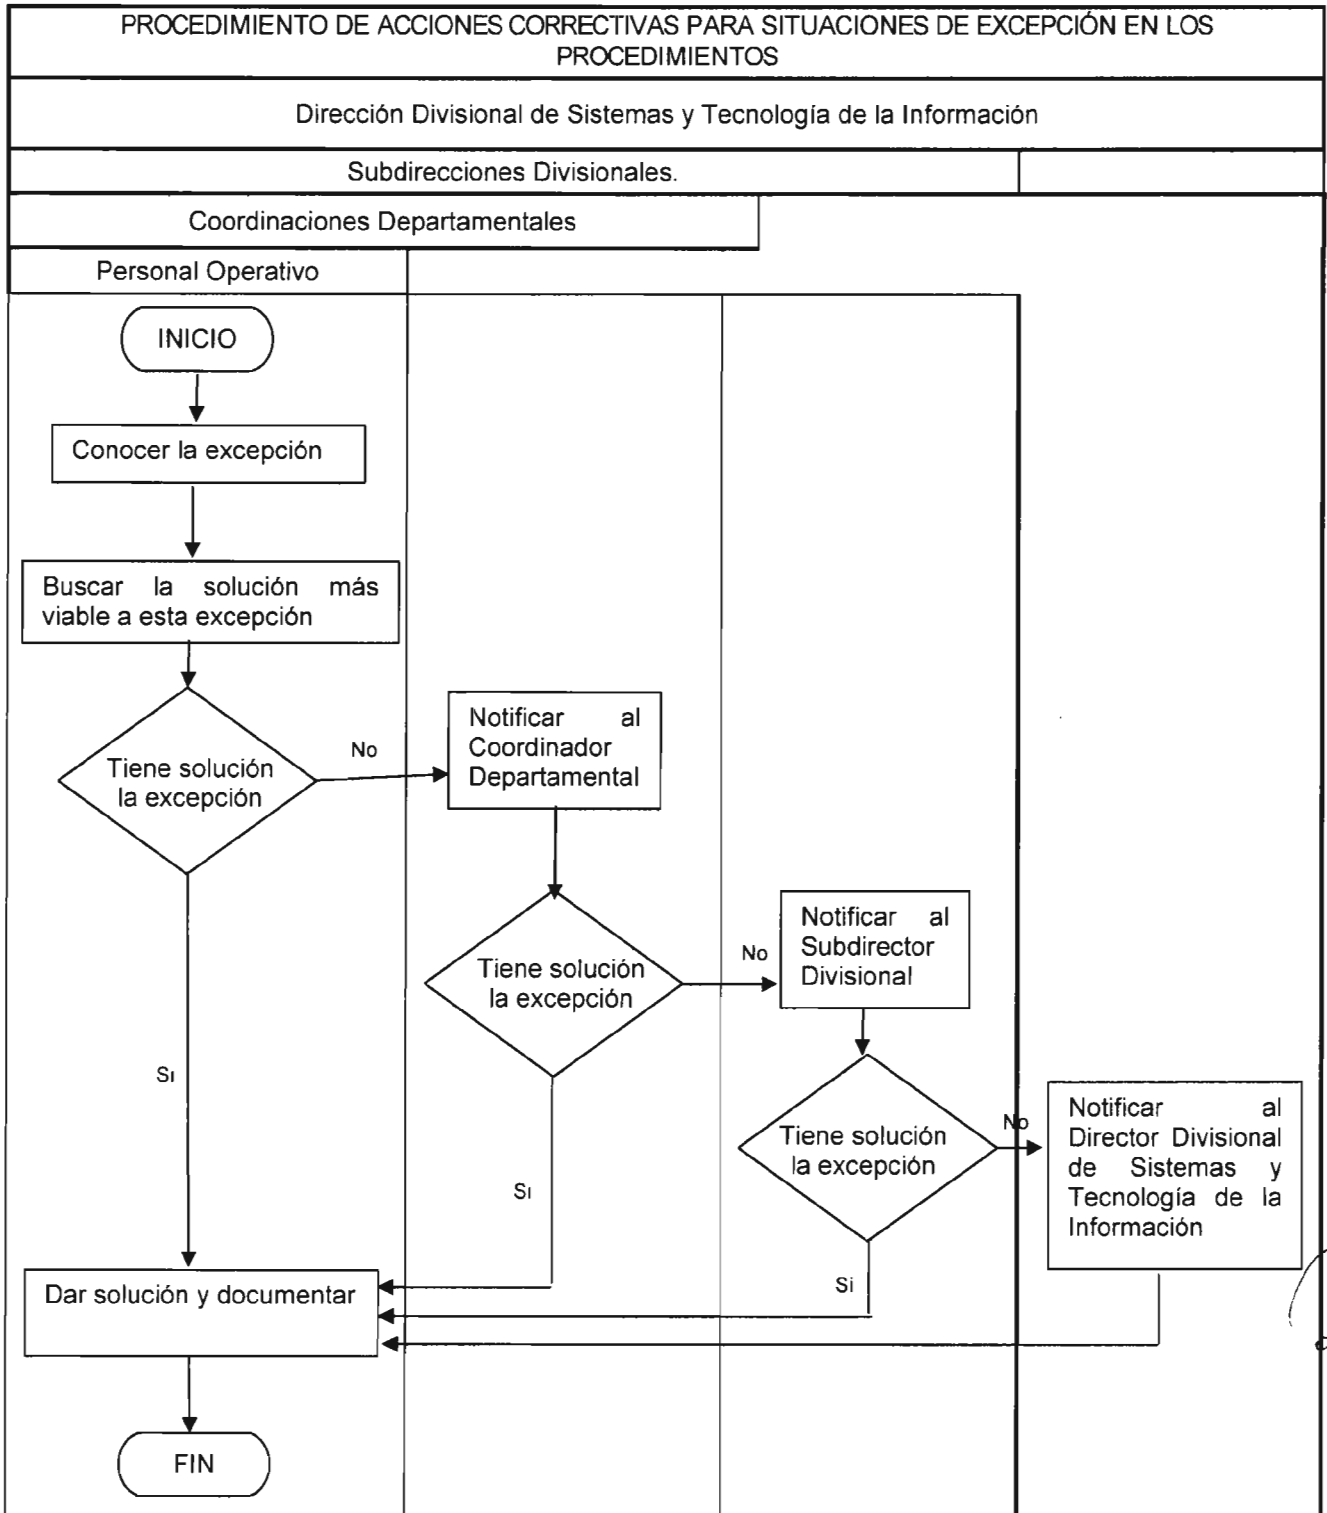 PROCEDIMIENTO DE ACCIONES CORRECTIVAS PARA SITUACIONES DE EXCEPCIÓN EN LOS
PROCEDIMIENTOS
Dirección Divisional de Sistemas y Tecnología de la Información
Subdirecciones Divisionales.
Coordinaciones Departamentales
Personal Operativo
INICIO
Conocer la excepción
Buscar la solución más
viable a esta excepción
Tiene solución
la excepción
No
Notificar al
Coordinador
Departamental
Tiene solución
la excepción
No
Notificar al
Subdirector
Divisional
Si
Tiene solución
la excepción
No
Notificar al
Director Divisional
de Sistemas y
Tecnología de la
Información
Si
Si
Dar solución y documentar
FIN